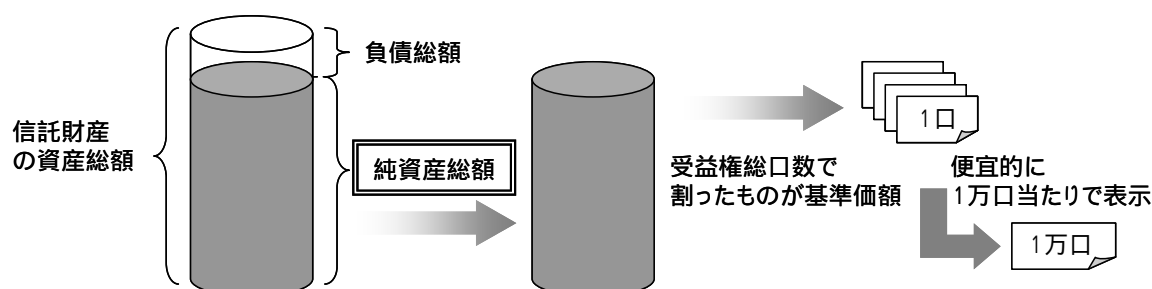 負債総額
信託財産
の資産総額
純資産総額
1口
受益権総口数で
割ったものが基準価額
便宜的に
1万口当たりで表示
1万口